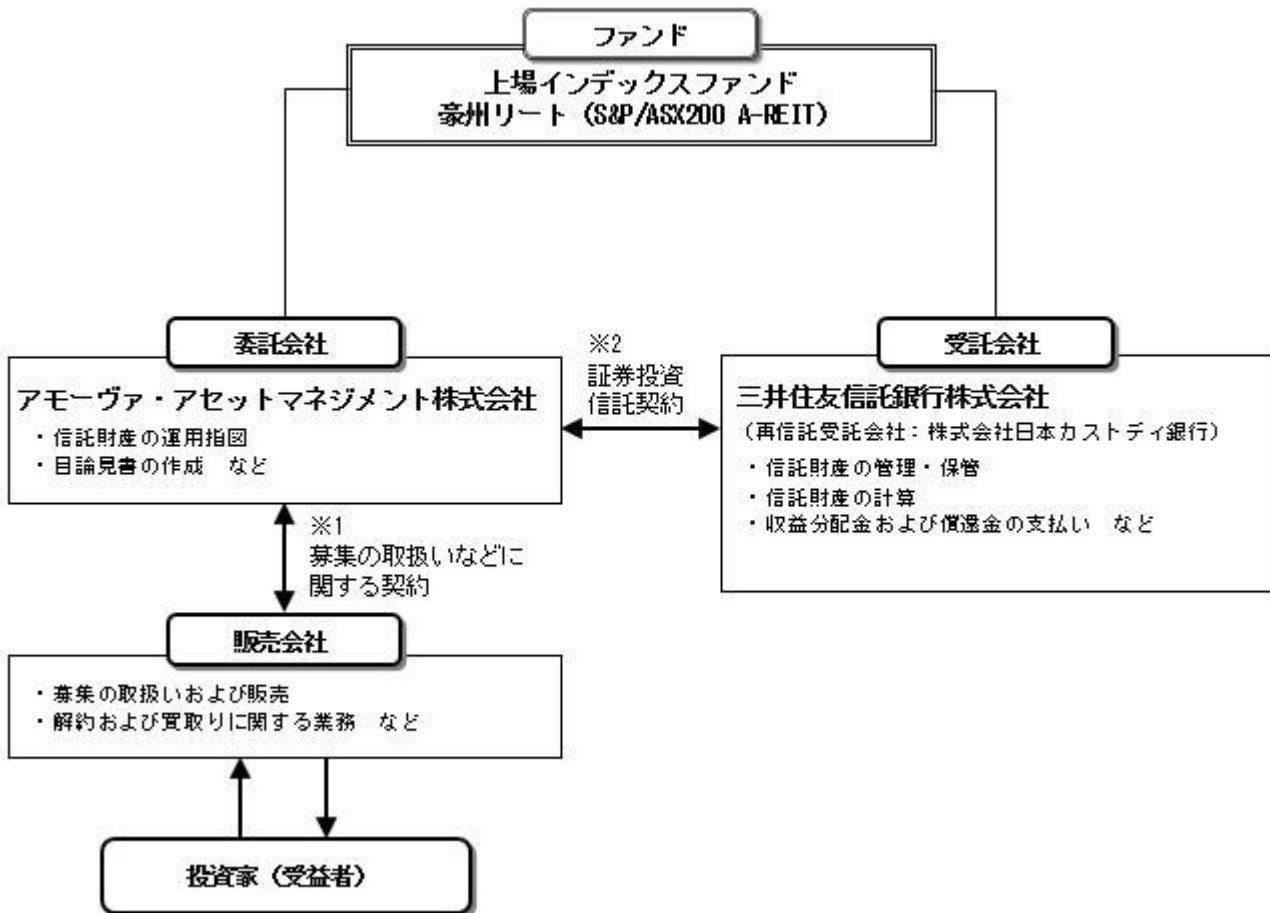 ファンド
上場インデックスファンド
豪州リート（S&P/ASX200 A-REIT）
委託会社
アモーヴァ・アセットマネジメント株式会社
・信託財産の運用指図
・目論見書の作成　など
※2
証券投資
信託契約
受託会社
三井住友信託銀行株式会社
（再信託受託会社：株式会社日本カストディ銀行）
・信託財産の管理・保管
・信託財産の計算
・収益分配金および償還金の支払い　など
※1
募集の取扱いなどに
関する契約
販売会社
・募集の取扱いおよび販売
・解約および買取りに関する業務　など
投資家（受益者）